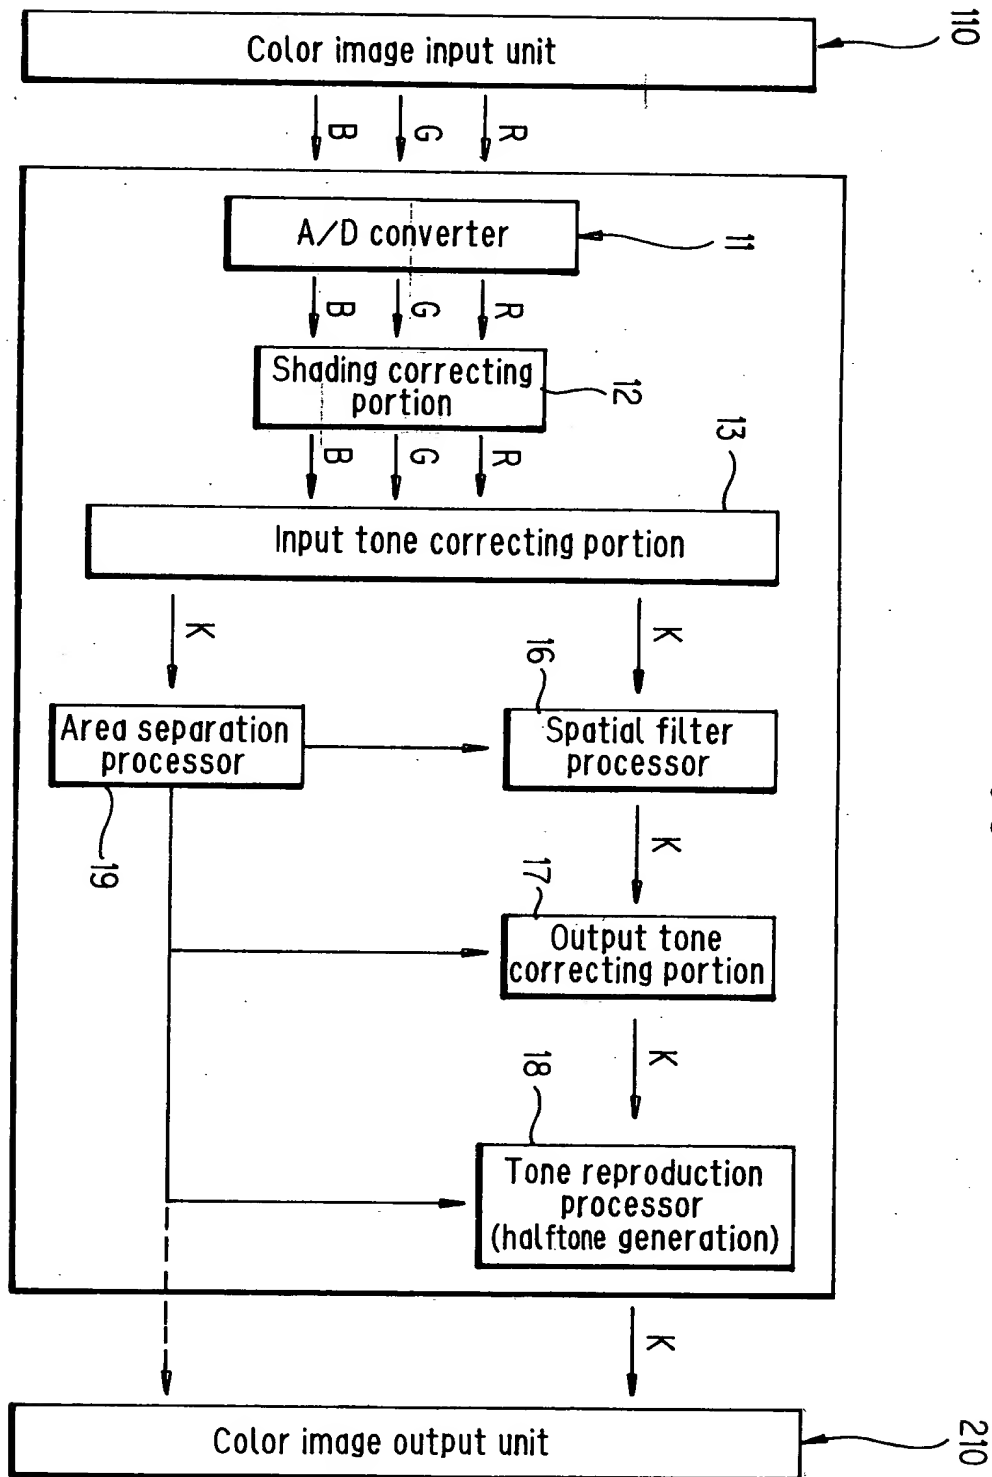 110
Color image input unit
B G R
A/D converter
11
B G R
Shading correcting
portion
12
B G R
13
Input tone correcting portion
K K
16
Area separation
processor
Spatial filter
processor
19
K
17
Output tone
correcting portion
K
18
Tone reproduction
processor
(halftone generation)
K
Color image output unit
210